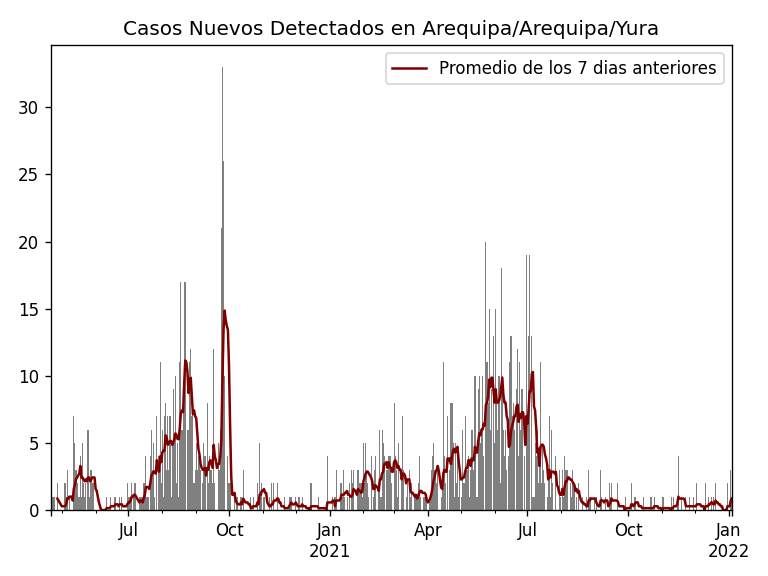 Casos Nuevos Detectados en Arequipa/Arequipa/Yura
Promedio de los 7 dias anteriores
30
25
20
15
10
5
0
Jul
Oct
Jan
2021
Apr
Jul
Oct
Jan
2022